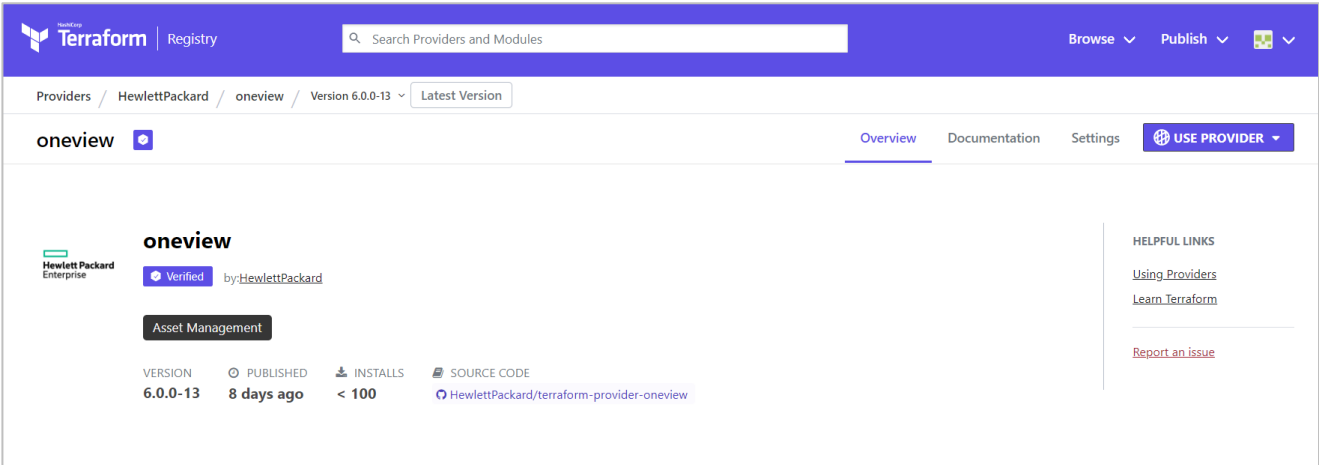 HashiCorp
Terraform Registry Search Providers and Modules Browse Publish
Providers / HewlettPackard / oneview / Version 6.0.0-13 Latest Version
oneview Overview Documentation Settings USE PROVIDER
oneview
Hewlett Packard
Enterprise
Verified by:HewlettPackard
Asset Management
VERSION PUBLISHED INSTALLS SOURCE CODE
6.0.0-13 8 days ago < 100 HewlettPackard/terraform-provider-oneview
HELPFUL LINKS
Using Providers
Learn Terraform
Report an issue